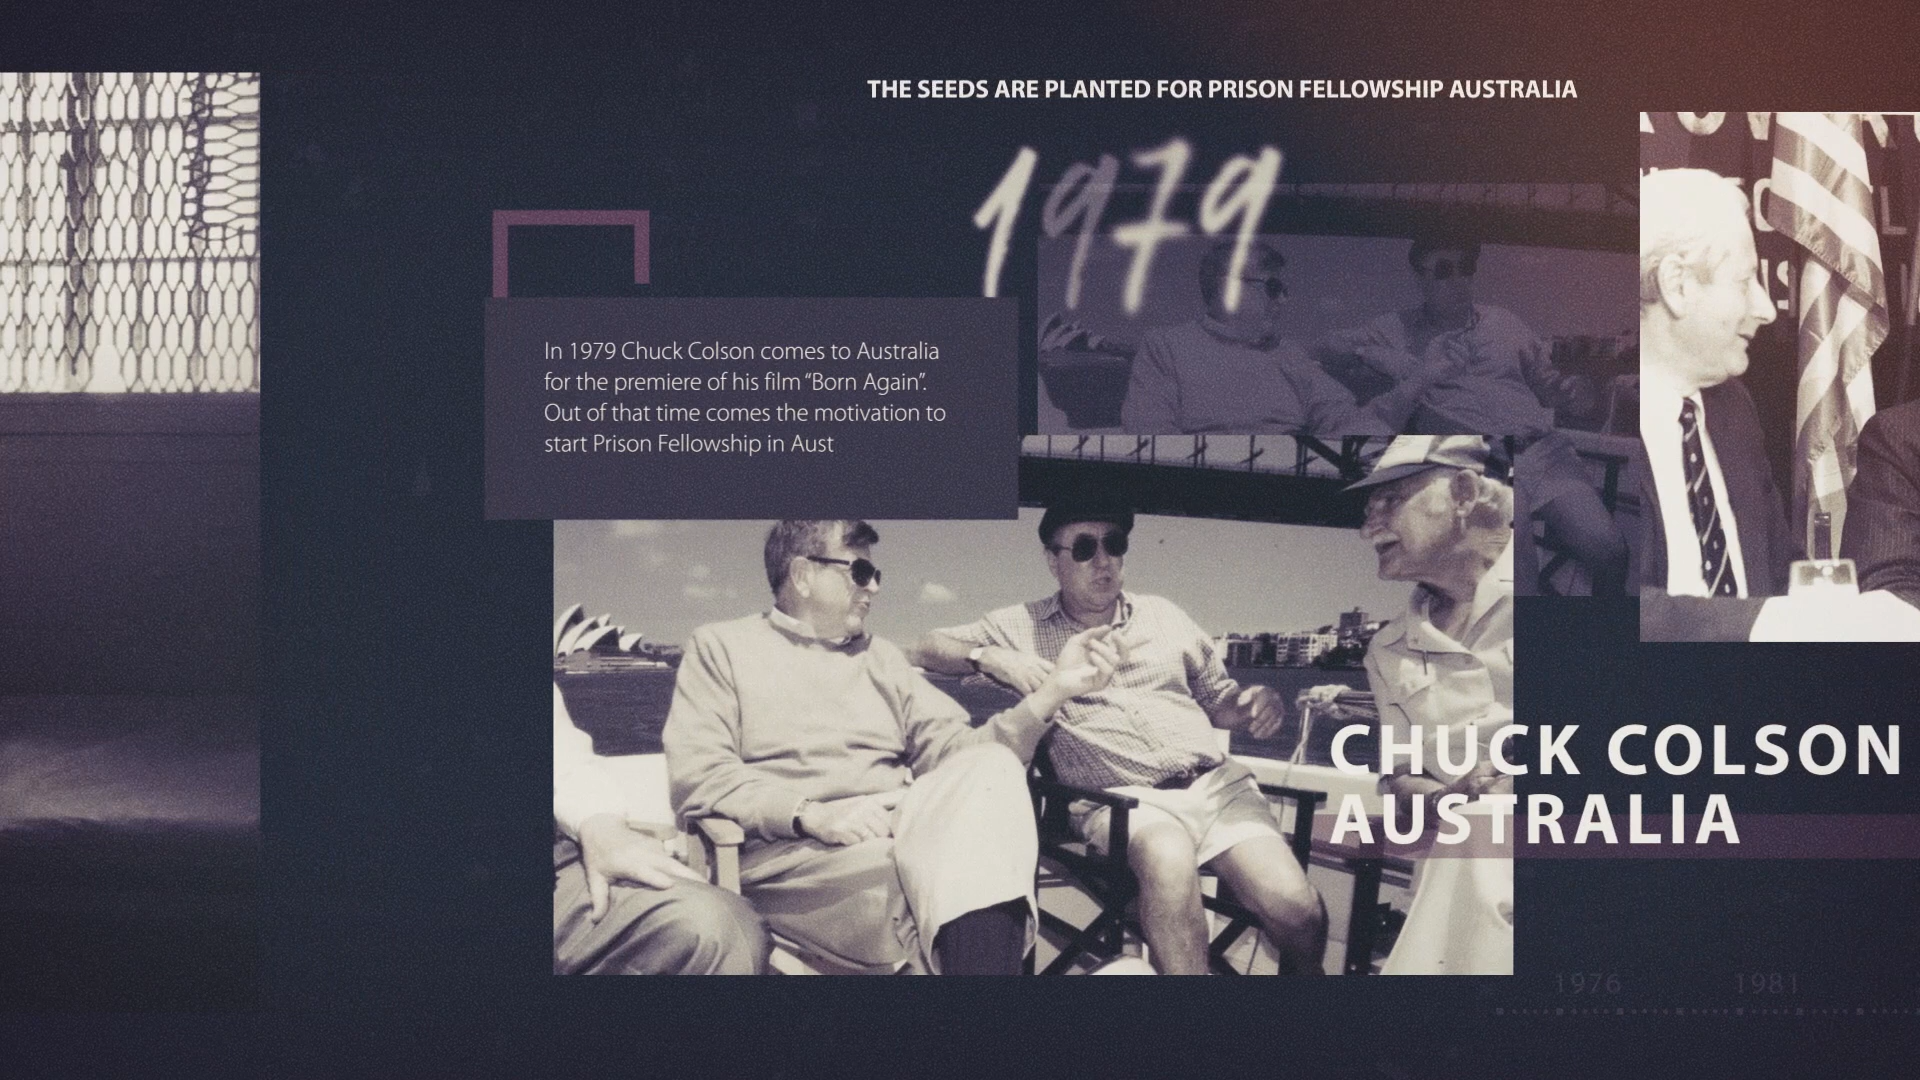 THE SEEDS ARE PLANTED FOR PRISON FELLOWSHIP AUSTRALIA
1979
In 1979 Chuck Colson comes to Australia
for the premiere of his film “Born Again”.
Out of that time comes the motivation to
start Prison Fellowship in Aust
CHUCK COLSON
AUSTRALIA
1976 1981